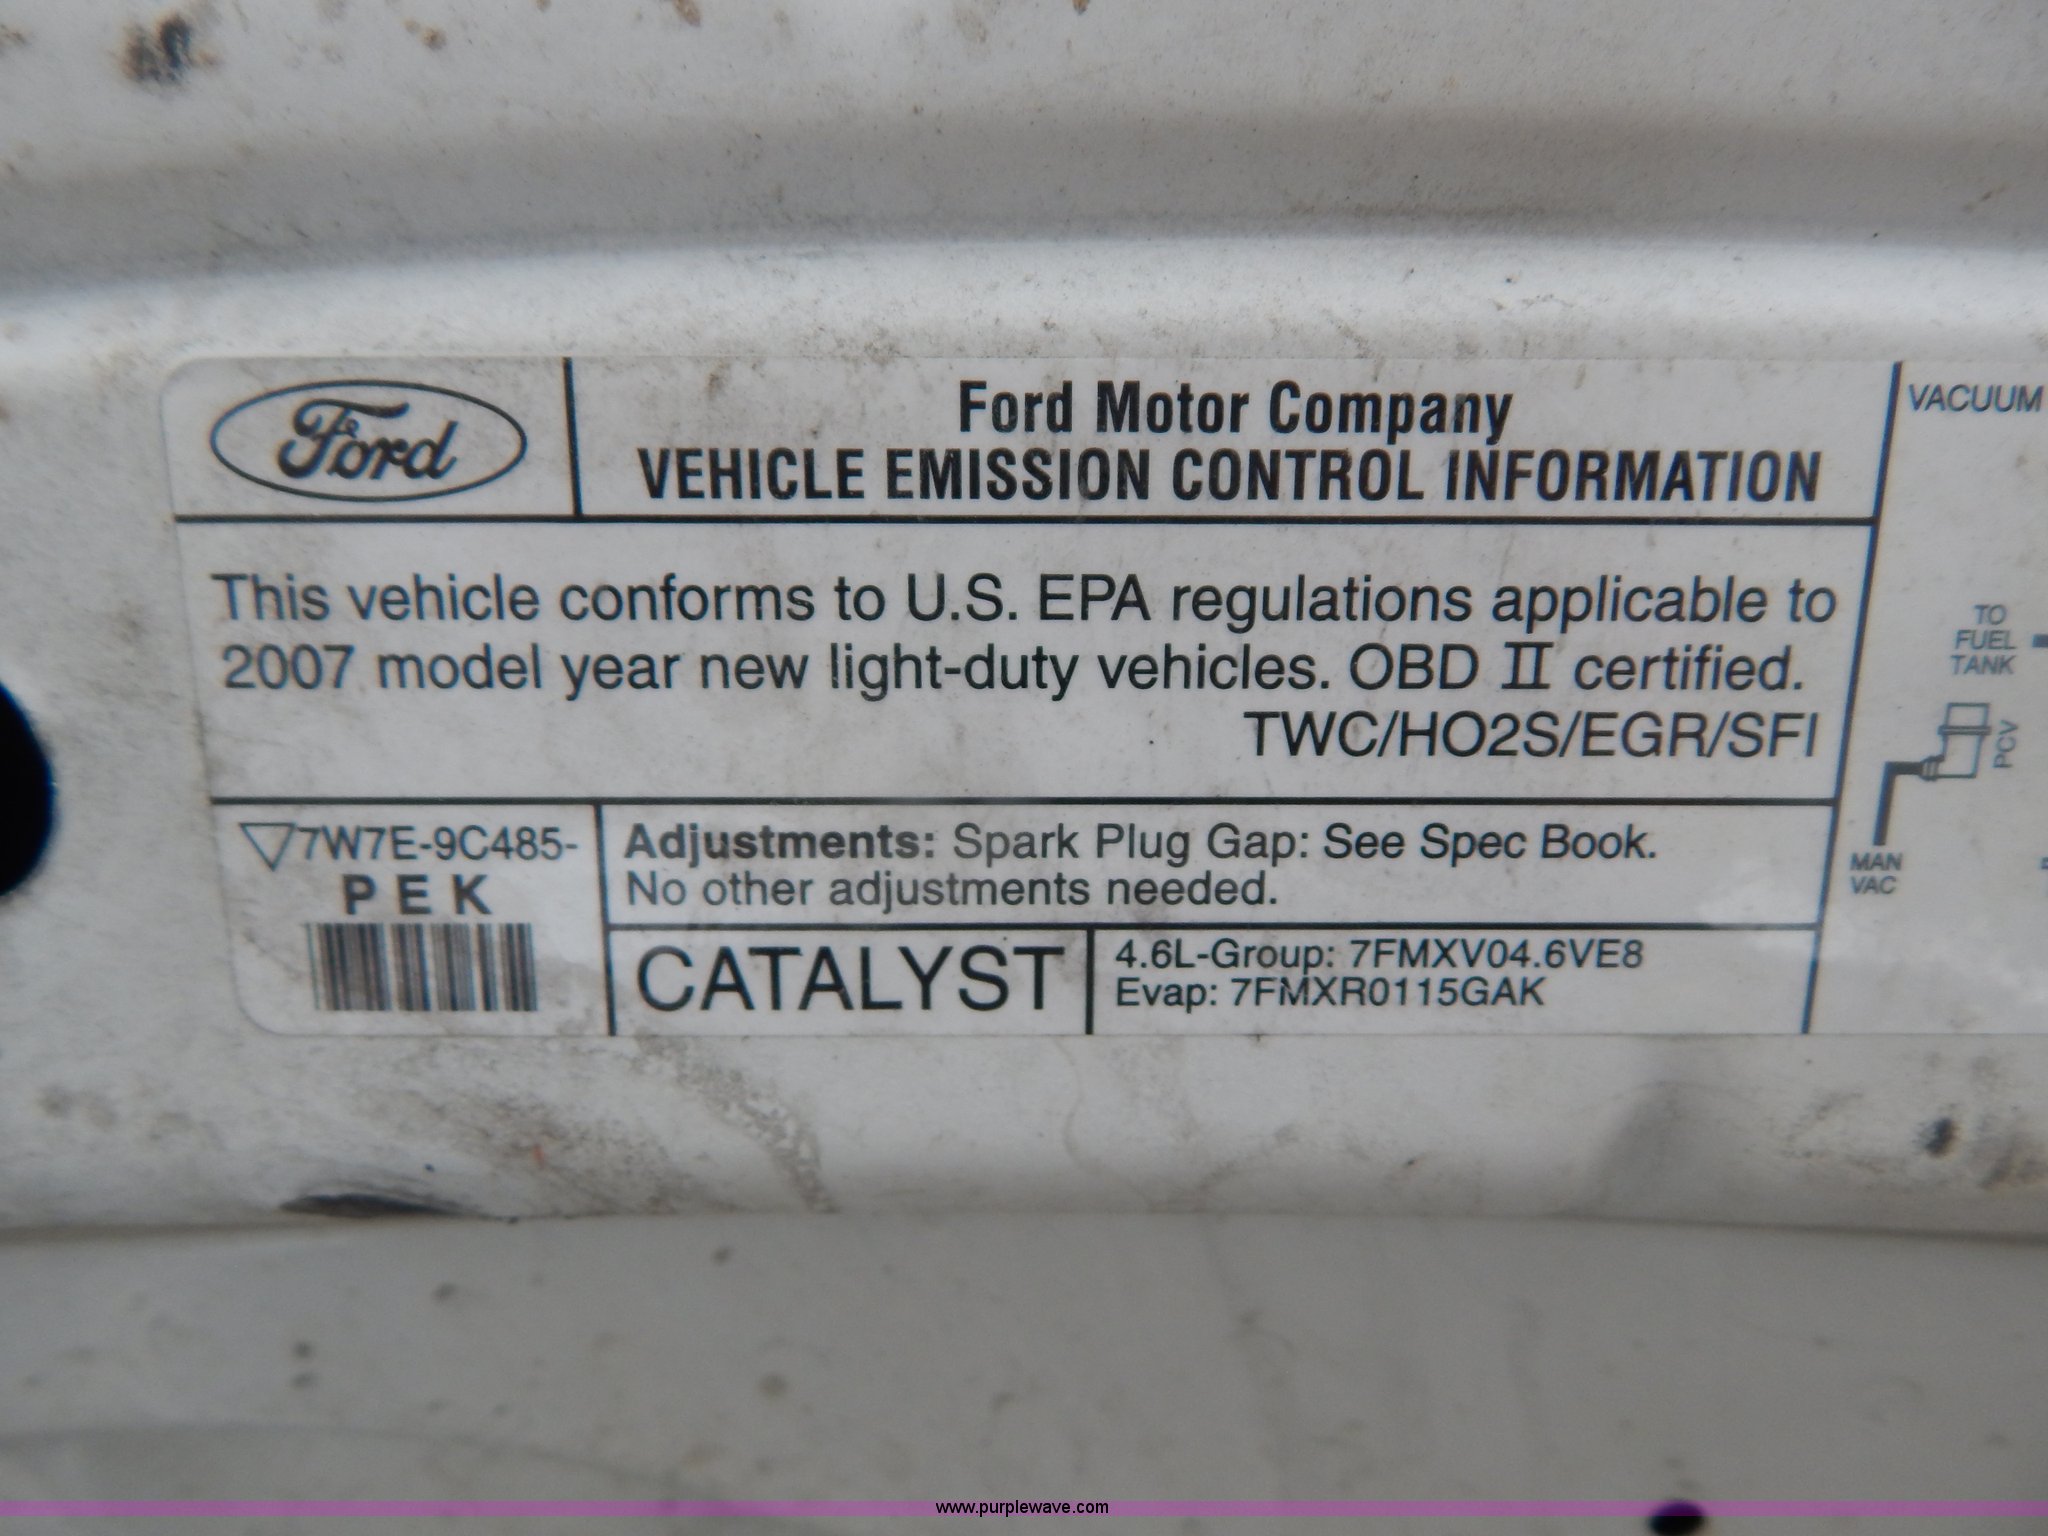 Ford
Ford Motor Company
VEHICLE EMISSION CONTROL INFORMATION
This vehicle conforms to U.S. EPA regulations applicable to
2007 model year new light-duty vehicles. OBD II certified.
TWC/HO2S/EGR/SFI
7W7E-9C485-
PEK
Adjustments: Spark Plug Gap: See Spec Book.
No other adjustments needed.
CATALYST
4.6L-Group: 7FMXV04.6VE8
Evap: 7FMXR0115GAK
VACUUM
TO
FUEL
TANK
PCV
MAN
VAC
www.purplewave.com